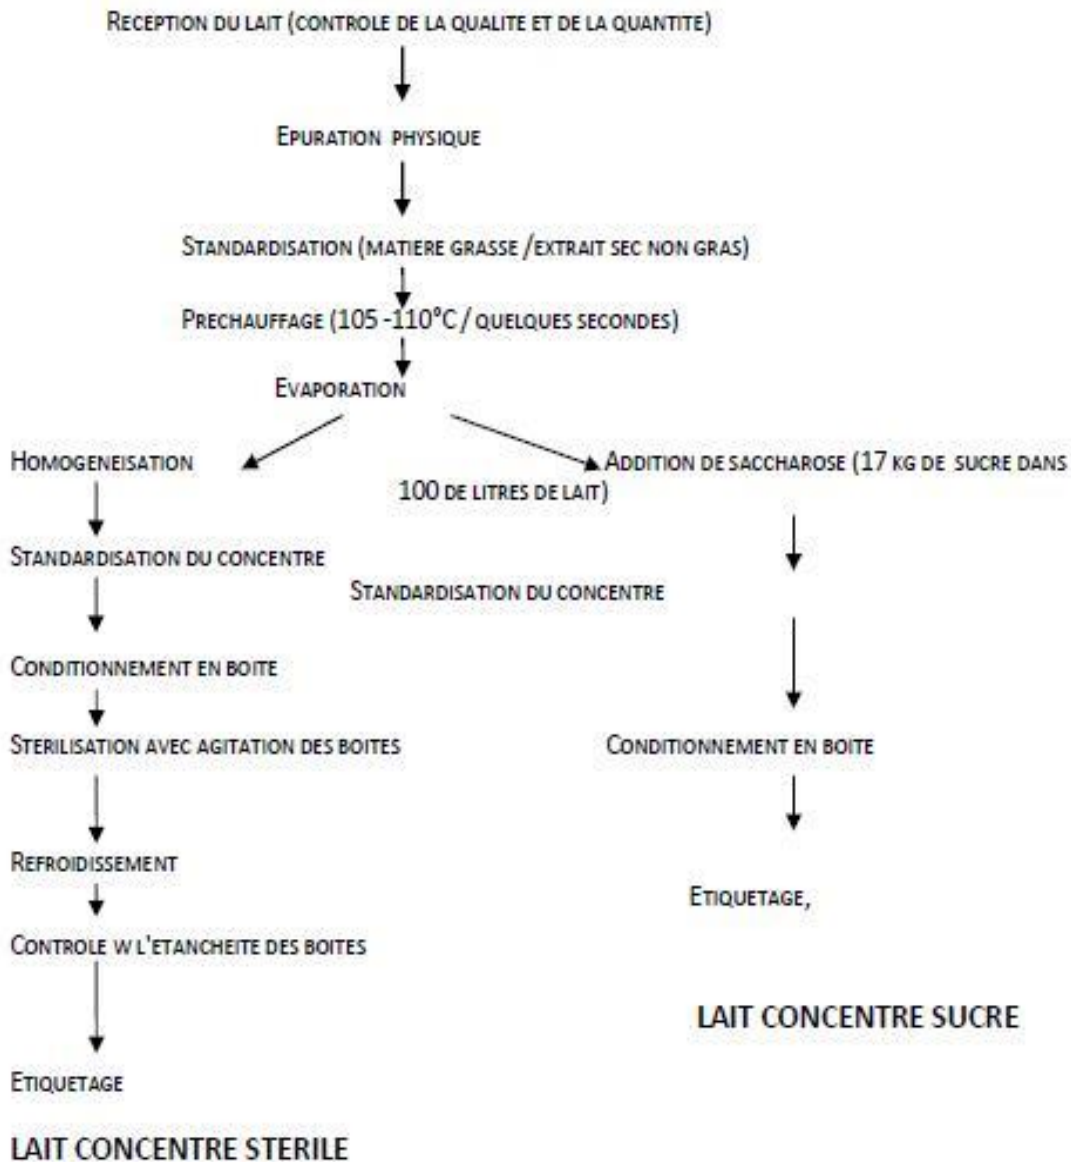 RECEPTION DU LAIT (CONTROLE DE LA QUALITE ET DE LA QUANTITE)
EPURATION PHYSIQUE
STANDARDISATION (MATIERE GRASSE /EXTRAIT SEC NON GRAS)
PRECHAUFFAGE (105 -110°C / QUELQUES SECONDES)
EVAPORATION
HOMOGENEISATION
ADDITION DE SACCHAROSE (17 KG DE SUCRE DANS
100 DE LITRES DE LAIT)
STANDARDISATION DU CONCENTRE
STANDARDISATION DU CONCENTRE
CONDITIONNEMENT EN BOITE
STERILISATION AVEC AGITATION DES BOITES
CONDITIONNEMENT EN BOITE
REFROIDISSEMENT
ETIQUETAGE,
CONTROLE W L'ETANCHEITE DES BOITES
LAIT CONCENTRE SUCRE
ETIQUETAGE
LAIT CONCENTRE STERILE